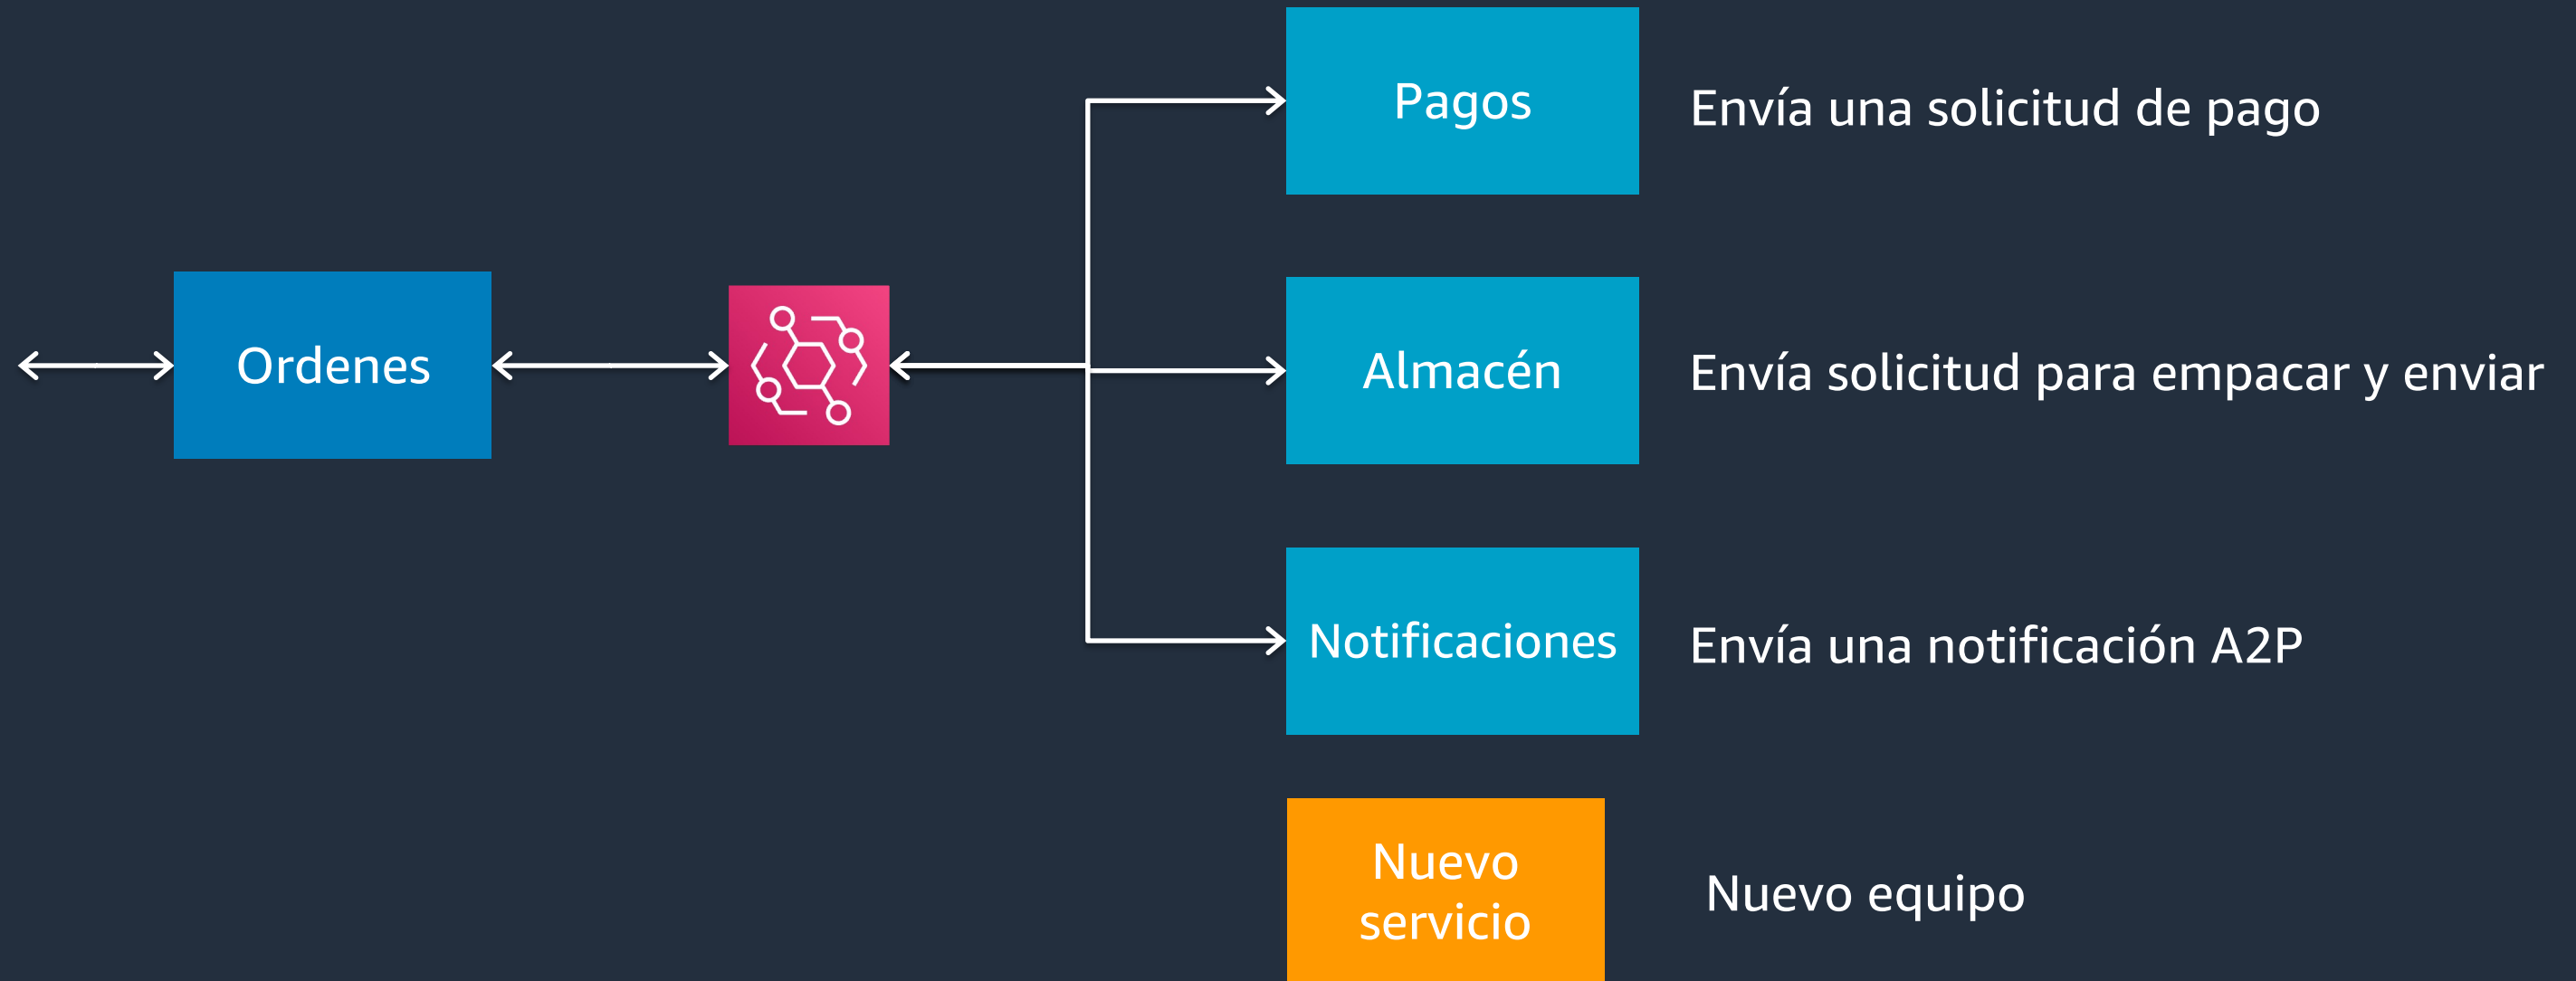 Pagos
Envía una solicitud de pago
Ordenes
Almacén
Envía solicitud para empacar y enviar
Notificaciones
Envía una notificación A2P
Nuevo
servicio
Nuevo equipo